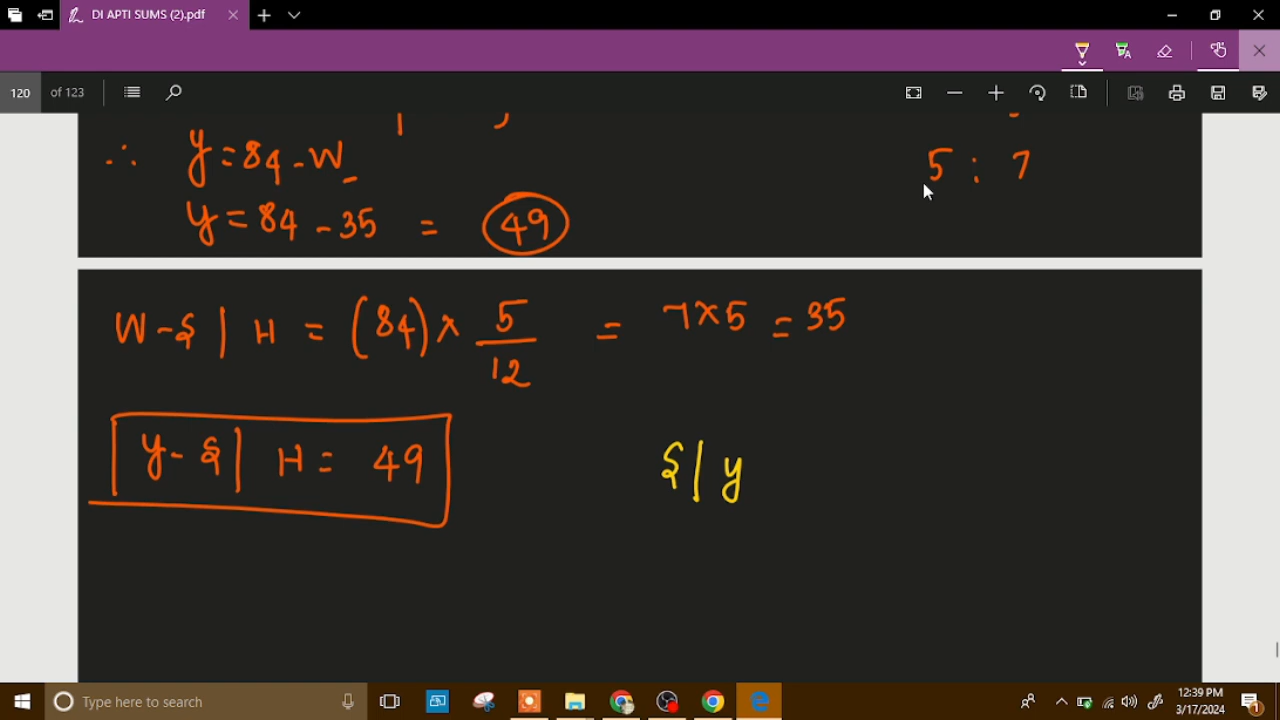 DI APTI SUMS (2).pdf
120 of 123
∴ y = 84 - W
5 : 7
y = 84 - 35 = 49
W - S | H = (84) × 5/12 = 7 × 5 = 35
y - S | H = 49
S | y
Type here to search
12:39 PM
3/17/2024